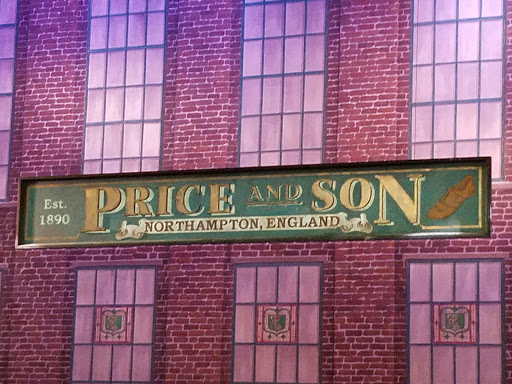 Est.
1890
PRICE AND SON
NORTHAMPTON, ENGLAND